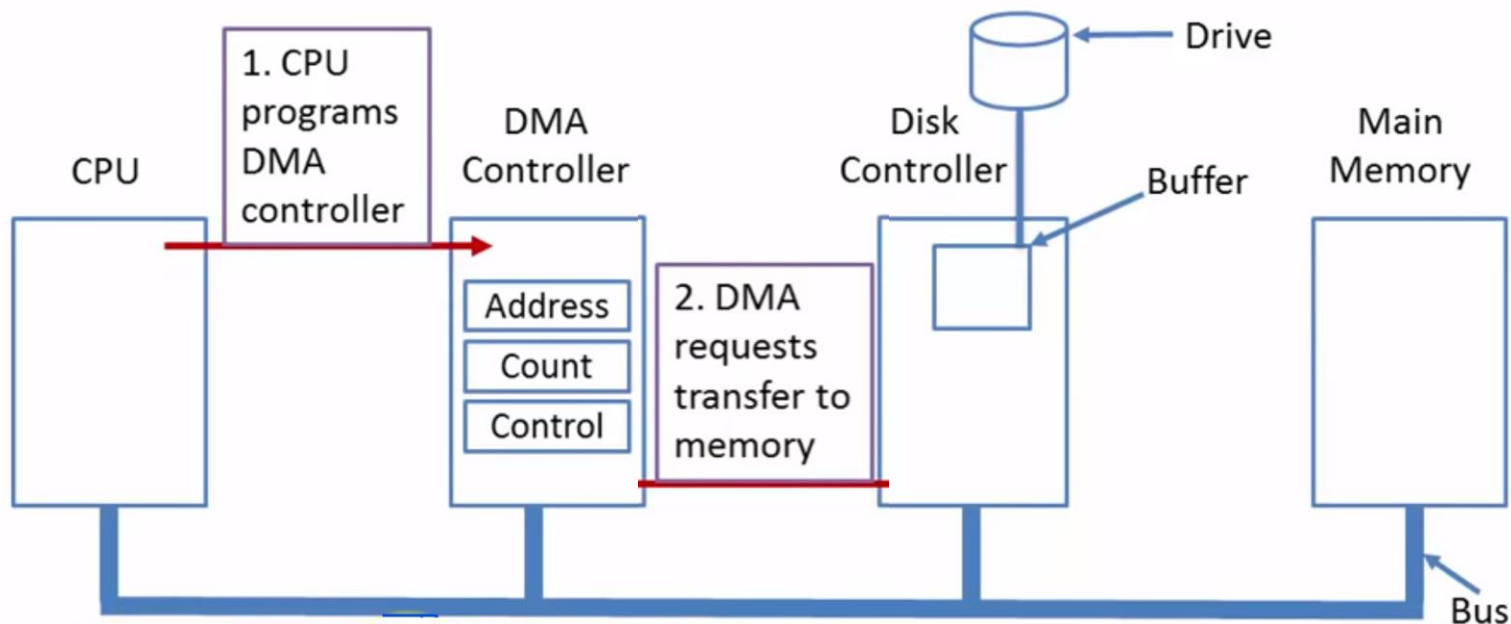 CPU
1. CPU
programs
DMA
controller
DMA
Controller
Address
Count
Control
2. DMA
requests
transfer to
memory
Disk
Controller
Drive
Buffer
Main
Memory
Bus